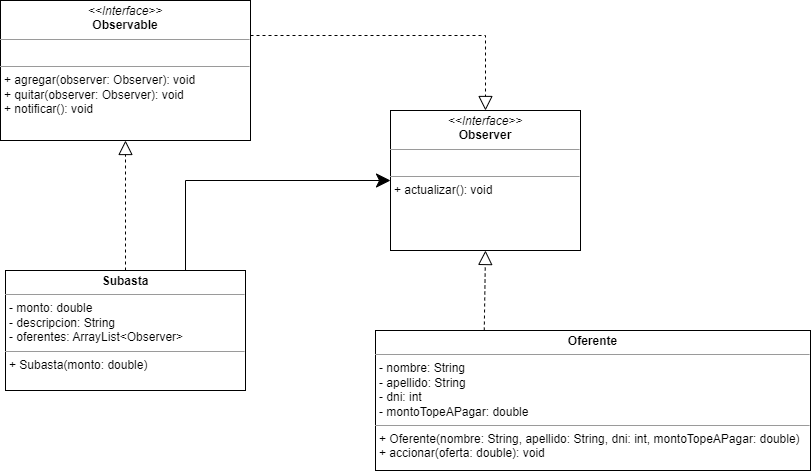 <<Interface>>
Observable
+ agregar(observer: Observer): void
+ quitar(observer: Observer): void
+ notificar(): void
<<Interface>>
Observer
+ actualizar(): void
Subasta
- monto: double
- descripcion: String
- oferentes: ArrayList<Observer>
+ Subasta(monto: double)
Oferente
- nombre: String
- apellido: String
- dni: int
- montoTopeAPagar: double
+ Oferente(nombre: String, apellido: String, dni: int, montoTopeAPagar: double)
+ accionar(oferta: double): void